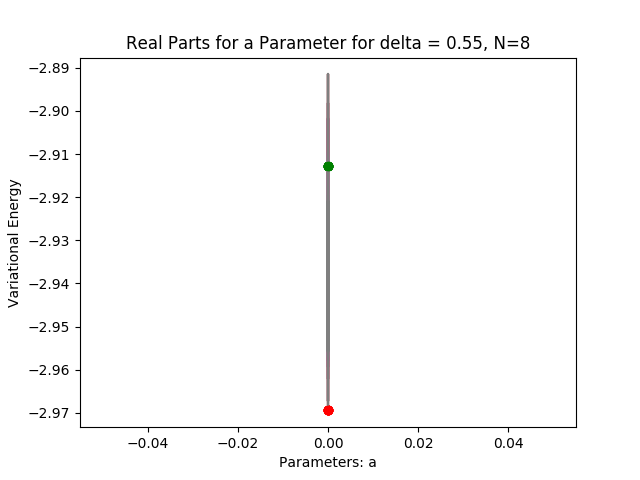 Real Parts for a Parameter for delta = 0.55, N=8
Variational Energy
−2.89
−2.90
−2.91
−2.92
−2.93
−2.94
−2.95
−2.96
−2.97
−0.04 −0.02 0.00 0.02 0.04
Parameters: a